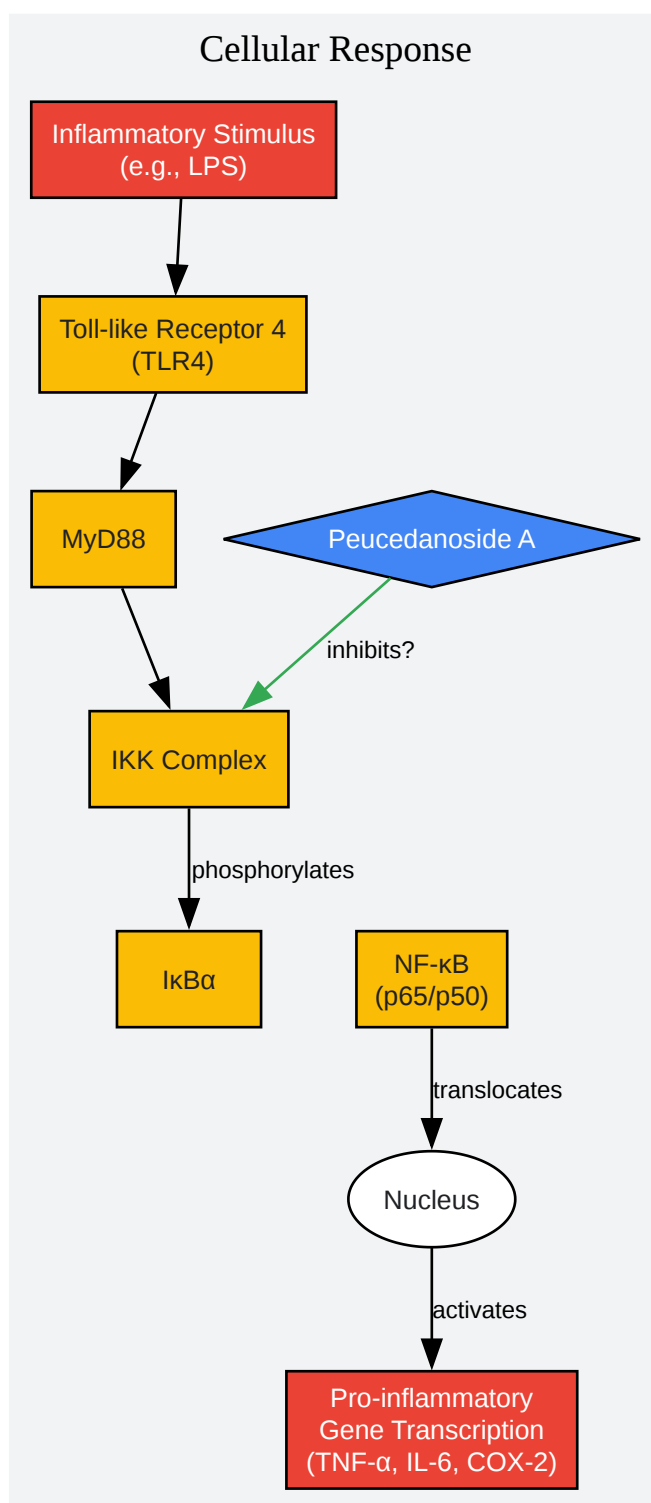 Cellular Response
Inflammatory Stimulus
(e.g., LPS)
Toll-like Receptor 4
(TLR4)
MyD88
Peucedanoside A
inhibits?
IKK Complex
phosphorylates
IκBα
NF-κB
(p65/p50)
translocates
Nucleus
activates
Pro-inflammatory
Gene Transcription
(TNF-α, IL-6, COX-2)